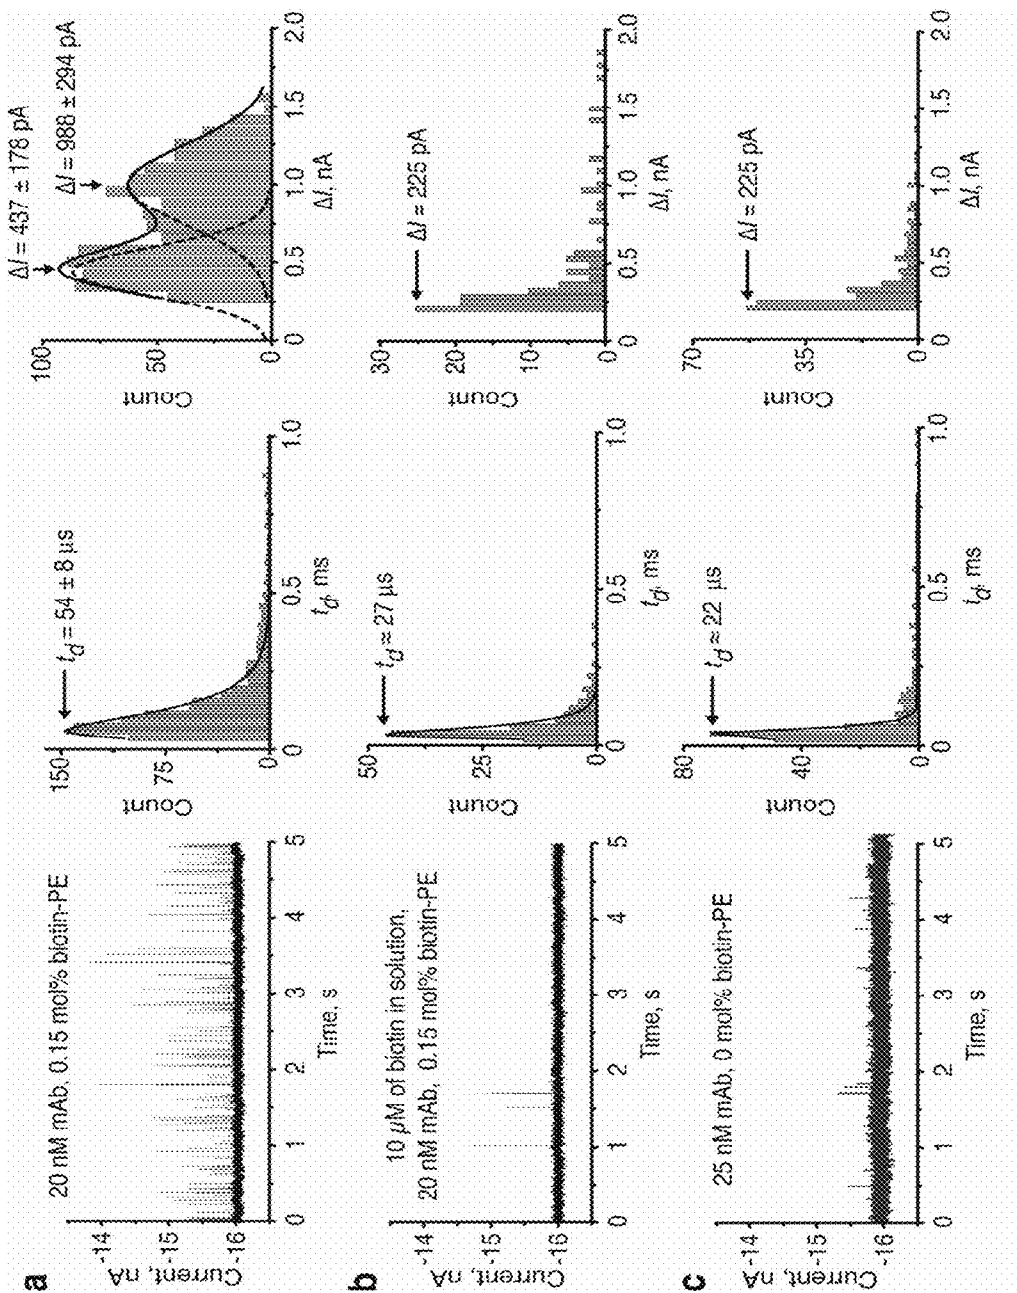 a
20 nM mAb, 0.15 mol% biotin-PE
Current, nA
-14
-15
-16
0 1 2 3 4 5
Time, s
Count
150
75
0
t_d = 54 ± 8 µs
0 0.5 1.0
t_d, ms
Count
100
50
0
ΔI = 437 ± 178 pA
ΔI = 988 ± 294 pA
0 0.5 1.0 1.5 2.0
ΔI, nA
b
10 µM of biotin in solution,
20 nM mAb, 0.15 mol% biotin-PE
Current, nA
-14
-15
-16
0 1 2 3 4 5
Time, s
Count
50
25
0
t_d ≈ 27 µs
0 0.5 1.0
t_d, ms
Count
30
20
10
0
ΔI = 225 pA
0 0.5 1.0 1.5 2.0
ΔI, nA
c
25 nM mAb, 0 mol% biotin-PE
Current, nA
-14
-15
-16
0 1 2 3 4 5
Time, s
Count
80
40
0
t_d ≈ 22 µs
0 0.5 1.0
t_d, ms
Count
70
35
0
ΔI = 225 pA
0 0.5 1.0 1.5 2.0
ΔI, nA